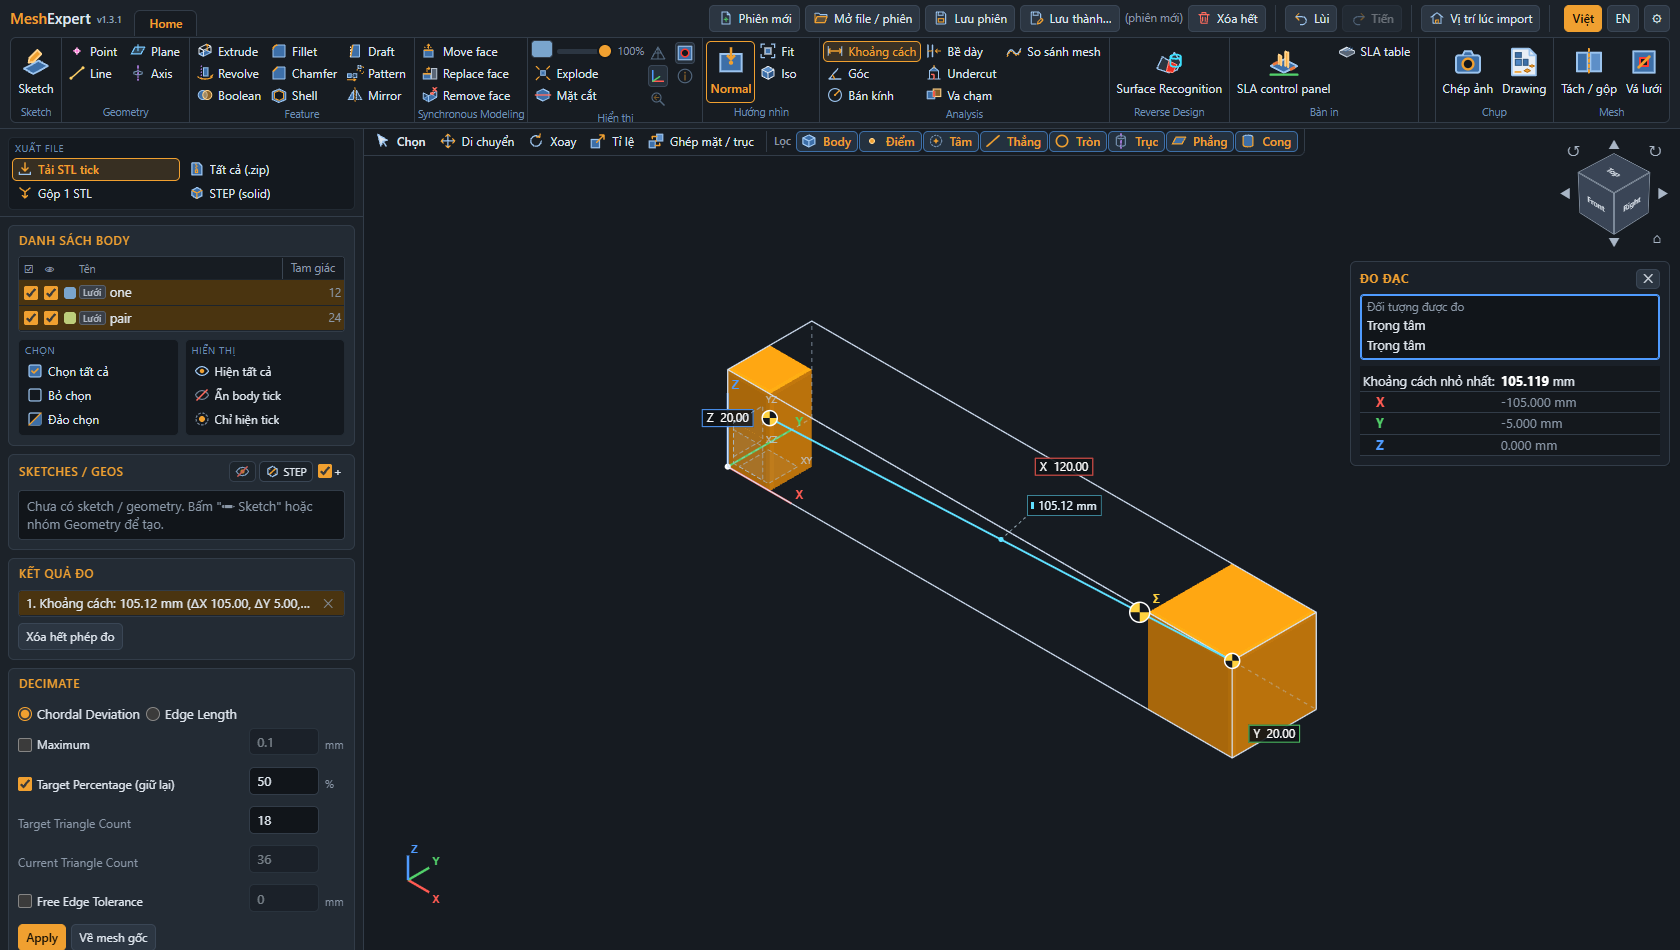 MeshExpert v1.3.1
Home
Phiên mới
Mở file / phiên
Lưu phiên
Lưu thành...
(phiên mới)
Xóa hết
Lùi
Tiến
Vị trí lúc import
Việt
EN
Sketch
Sketch
Point
Plane
Line
Axis
Geometry
Extrude
Fillet
Draft
Revolve
Chamfer
Pattern
Boolean
Shell
Mirror
Feature
Move face
Replace face
Remove face
Synchronous Modeling
100%
Explode
Mặt cắt
Hiển thị
Normal
Fit
Iso
Hướng nhìn
Khoảng cách
Bề dày
So sánh mesh
Góc
Undercut
Bán kính
Va chạm
Analysis
Surface Recognition
Reverse Design
SLA control panel
SLA table
Bàn in
Chép ảnh
Drawing
Chụp
Tách / gộp
Vá lưới
Mesh
Chọn
Di chuyển
Xoay
Tỉ lệ
Ghép mặt / trục
Lọc
Body
Điểm
Tâm
Thẳng
Tròn
Trục
Phẳng
Cong
XUẤT FILE
Tải STL tick
Tất cả (.zip)
Gộp 1 STL
STEP (solid)
DANH SÁCH BODY
Tên
Tam giác
Lưới one 12
Lưới pair 24
CHỌN
Chọn tất cả
Bỏ chọn
Đảo chọn
HIỂN THỊ
Hiện tất cả
Ẩn body tick
Chỉ hiện tick
SKETCHES / GEOS
STEP
+
Chưa có sketch / geometry. Bấm "✏ Sketch" hoặc
nhóm Geometry để tạo.
KẾT QUẢ ĐO
1. Khoảng cách: 105.12 mm (ΔX 105.00, ΔY 5.00,...
Xóa hết phép đo
DECIMATE
Chordal Deviation
Edge Length
Maximum 0.1 mm
Target Percentage (giữ lại) 50 %
Target Triangle Count 18
Current Triangle Count 36
Free Edge Tolerance 0 mm
Apply
Về mesh gốc
Top
Front
Right
ĐO ĐẠC
Đối tượng được đo
Trọng tâm
Trọng tâm
Khoảng cách nhỏ nhất: 105.119 mm
X -105.000 mm
Y -5.000 mm
Z 0.000 mm
Z
YZ
Z 20,00
Y
XZ
XY
X
X 120.00
105.12 mm
Σ
Y 20.00
Z
Y
X